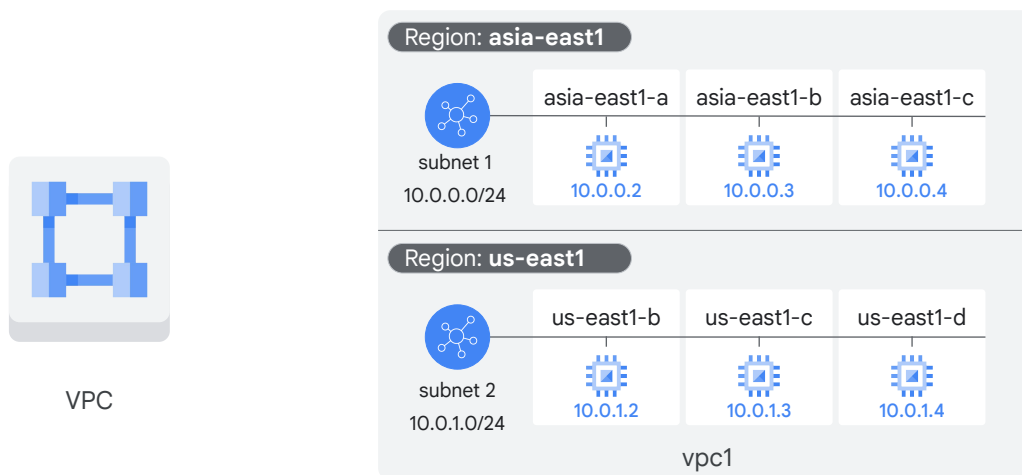 Region: asia-east1
asia-east1-a asia-east1-b asia-east1-c
subnet 1
10.0.0.0/24
10.0.0.2 10.0.0.3 10.0.0.4
Region: us-east1
us-east1-b us-east1-c us-east1-d
subnet 2
10.0.1.0/24
10.0.1.2 10.0.1.3 10.0.1.4
VPC
vpc1